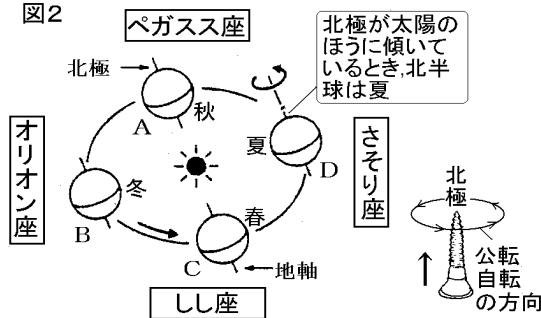 図2
ペガスス座
北極
A
秋
北極が太陽の
ほうに傾いて
いるとき,北半
球は夏
オリオン座
冬
B
夏
D
さそり座
春
C
地軸
しし座
北極
公転
自転
の方向